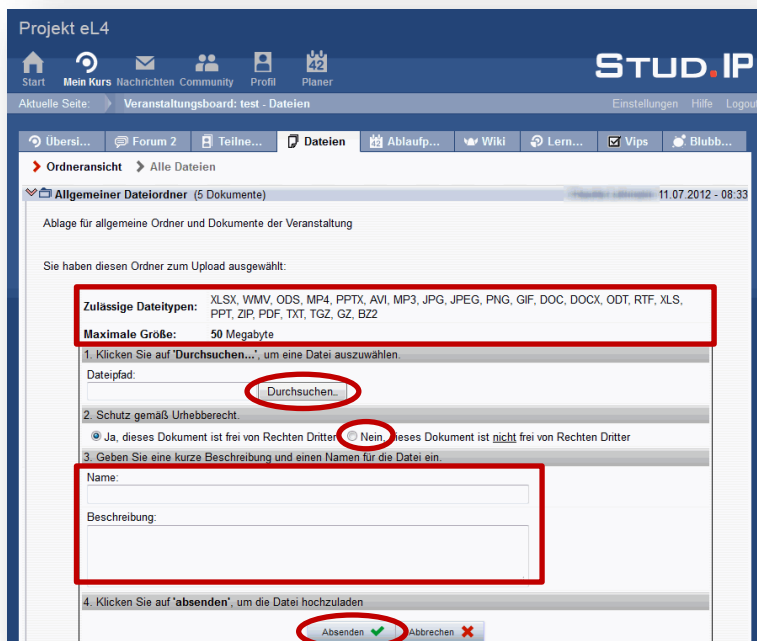 Projekt eL4
42
Start Mein Kurs Nachrichten Community Profil Planer
STUD.IP
Aktuelle Seite: Veranstaltungsboard: test - Dateien Einstellungen Hilfe Logout
Übersi... Forum 2 Teilne... Dateien Ablaufp... Wiki Lern... Vips Blubb...
Ordneransicht Alle Dateien
Allgemeiner Dateiordner (5 Dokumente) 11.07.2012 - 08:33
Ablage für allgemeine Ordner und Dokumente der Veranstaltung
Sie haben diesen Ordner zum Upload ausgewählt:
Zulässige Dateitypen: XLSX, WMV, ODS, MP4, PPTX, AVI, MP3, JPG, JPEG, PNG, GIF, DOC, DOCX, ODT, RTF, XLS,
PPT, ZIP, PDF, TXT, TGZ, GZ, BZ2
Maximale Größe: 50 Megabyte
1. Klicken Sie auf 'Durchsuchen...', um eine Datei auszuwählen.
Dateipfad:
Durchsuchen...
2. Schutz gemäß Urhebberecht.
Ja, dieses Dokument ist frei von Rechten Dritter Nein, dieses Dokument ist nicht frei von Rechten Dritter
3. Geben Sie eine kurze Beschreibung und einen Namen für die Datei ein.
Name:
Beschreibung:
4. Klicken Sie auf 'absenden', um die Datei hochzuladen
Absenden Abbrechen